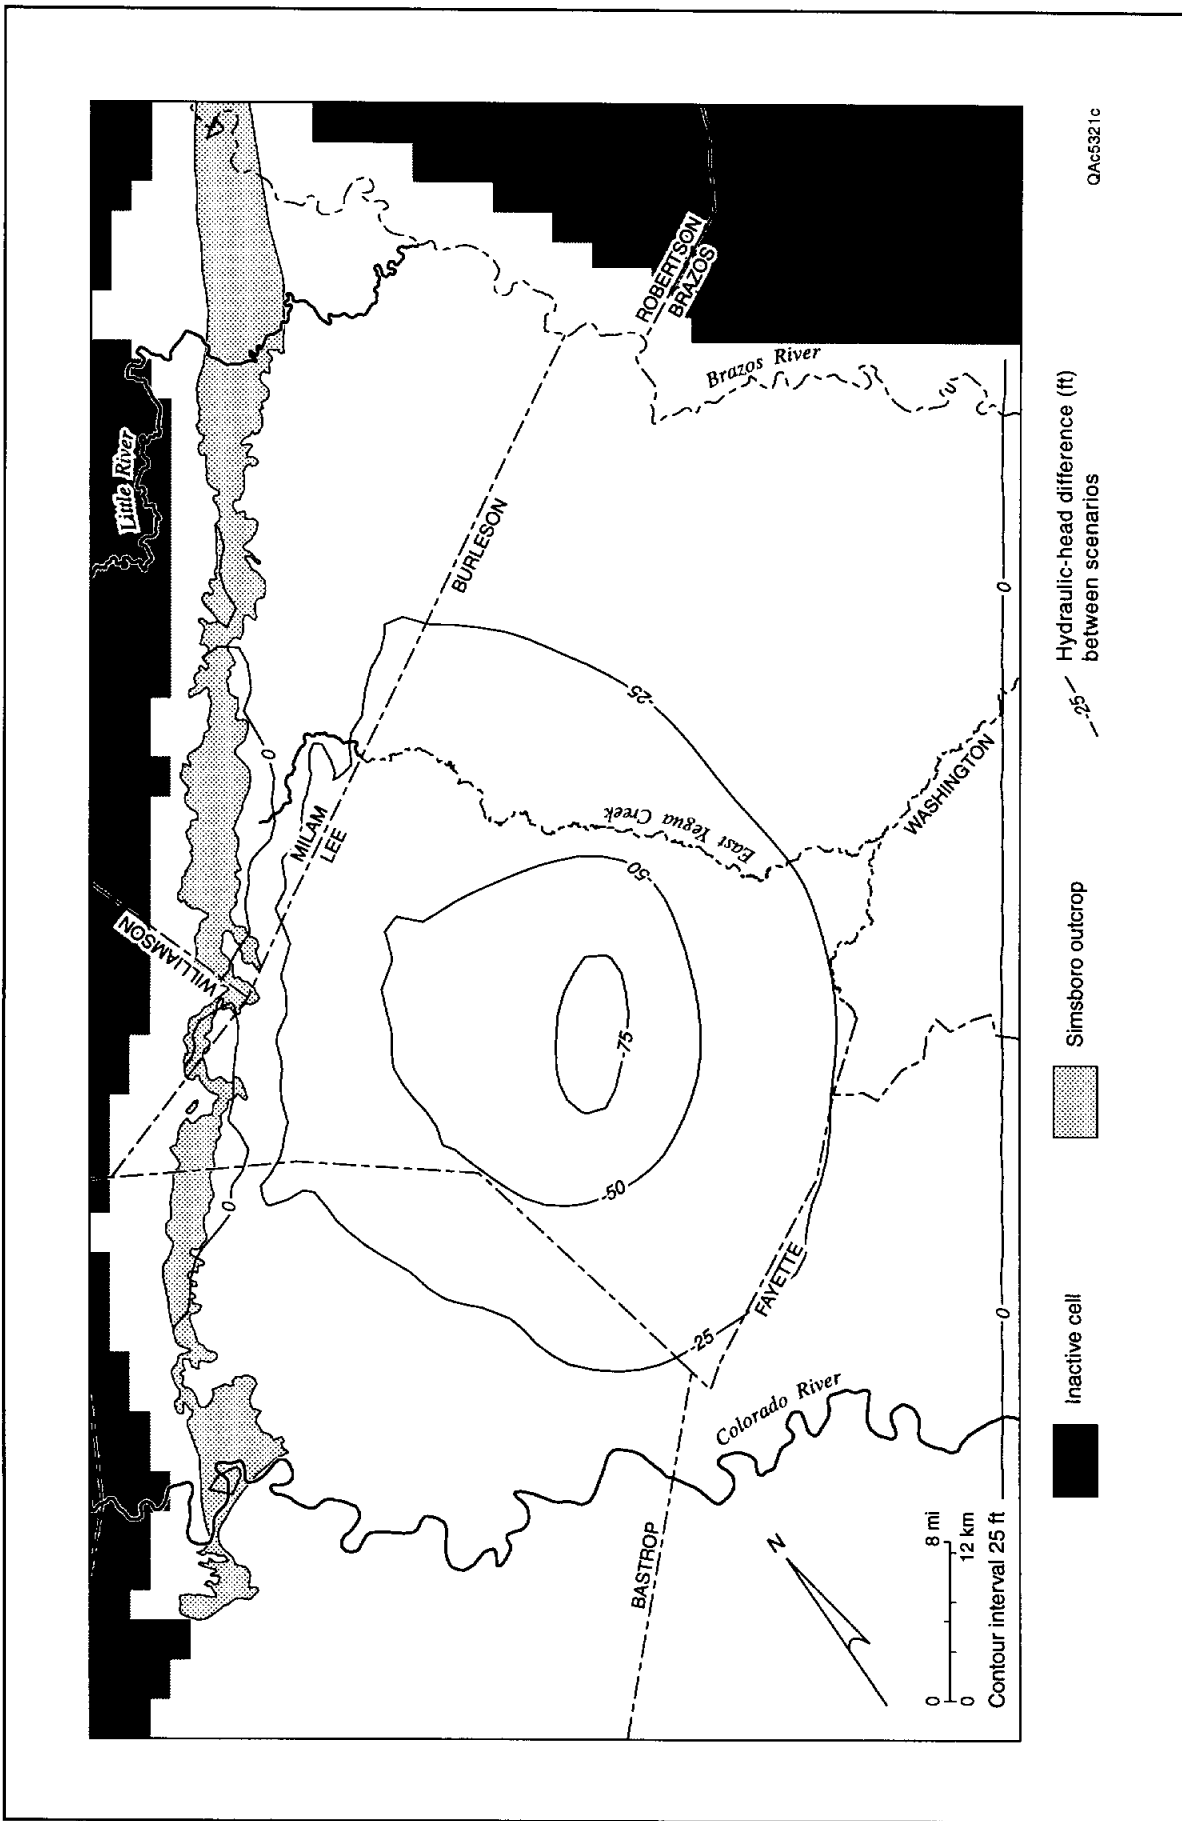 Little River
WILLIAMSON
MILAM
LEE
BURLESON
ROBERTSON
BRAZOS
Brazos River
East Yegua Creek
WASHINGTON
FAYETTE
BASTROP
Colorado River
0
0
-25
-25
-50
-50
-75
0
0
N
0 8 mi
0 12 km
Contour interval 25 ft
Inactive cell
Simsboro outcrop
-25 Hydraulic-head difference (ft)
between scenarios
QAc5321c